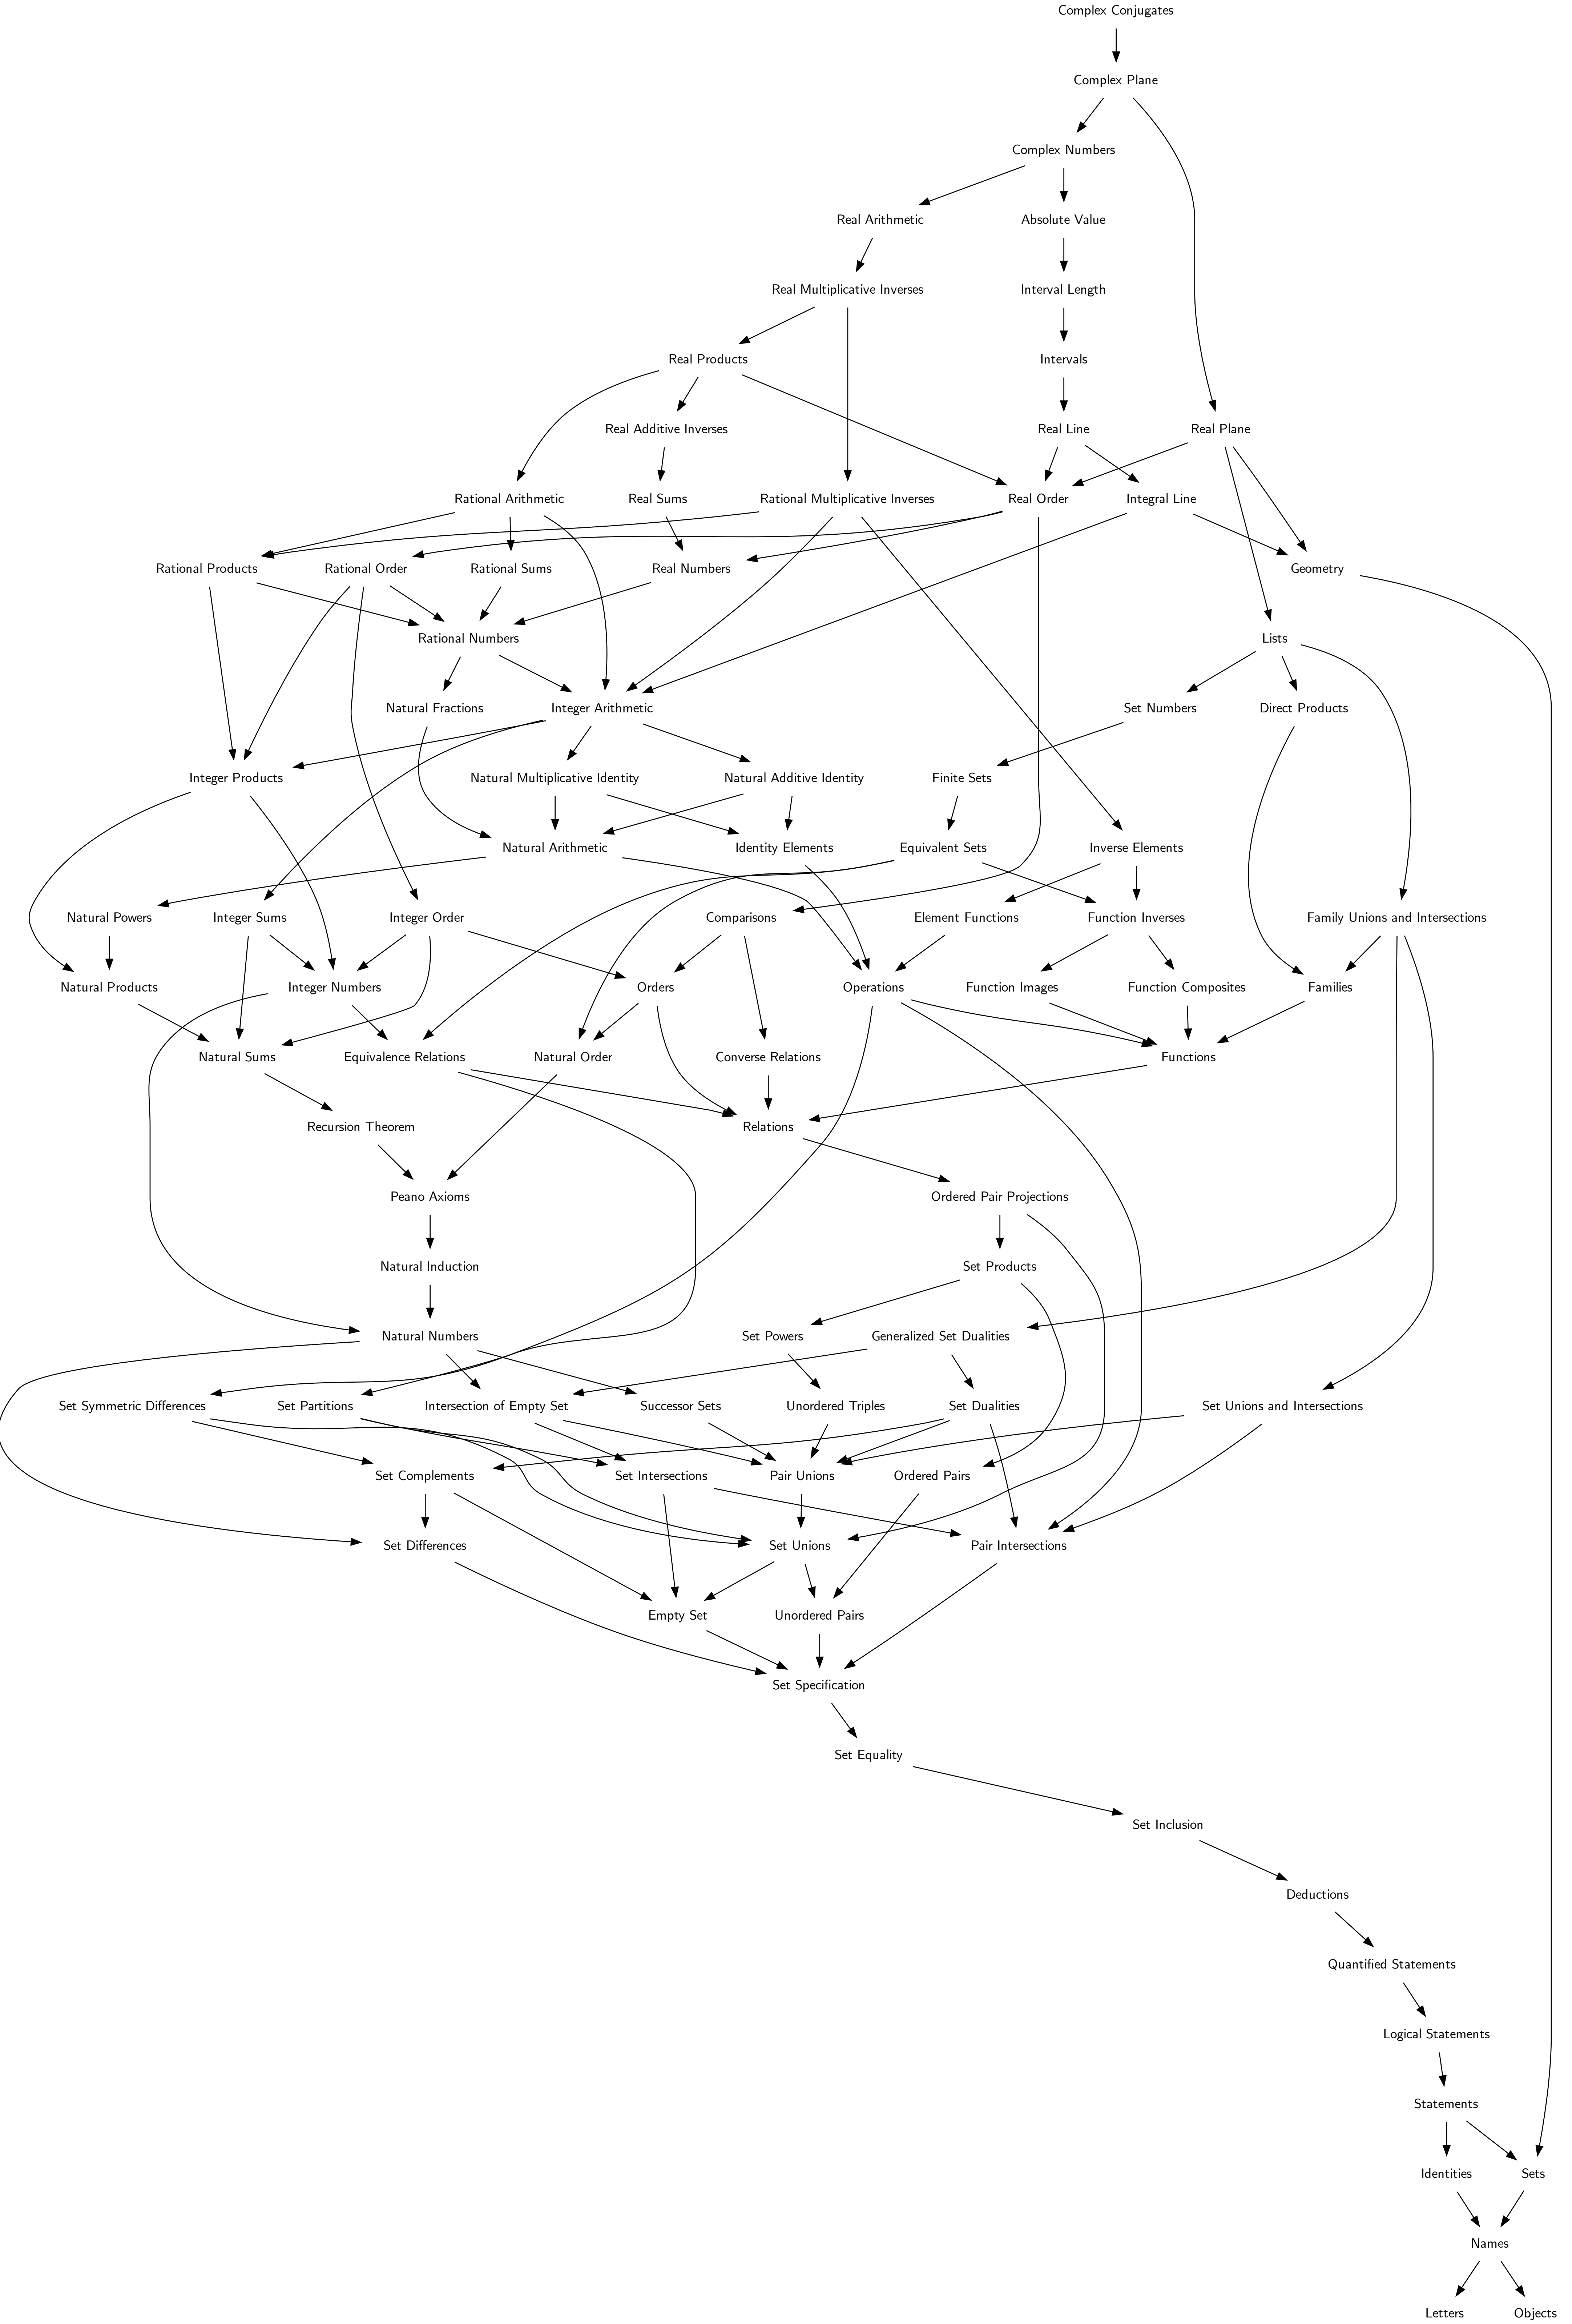 Complex Conjugates
Complex Plane
Complex Numbers
Real Arithmetic
Absolute Value
Real Multiplicative Inverses
Interval Length
Real Products
Intervals
Real Additive Inverses
Real Line
Real Plane
Rational Arithmetic
Real Sums
Rational Multiplicative Inverses
Real Order
Integral Line
Rational Products
Rational Order
Rational Sums
Real Numbers
Geometry
Rational Numbers
Lists
Natural Fractions
Integer Arithmetic
Set Numbers
Direct Products
Integer Products
Natural Multiplicative Identity
Natural Additive Identity
Finite Sets
Natural Arithmetic
Identity Elements
Equivalent Sets
Inverse Elements
Natural Powers
Integer Sums
Integer Order
Comparisons
Element Functions
Function Inverses
Family Unions and Intersections
Natural Products
Integer Numbers
Orders
Operations
Function Images
Function Composites
Families
Natural Sums
Equivalence Relations
Natural Order
Converse Relations
Functions
Recursion Theorem
Relations
Peano Axioms
Ordered Pair Projections
Natural Induction
Set Products
Natural Numbers
Set Powers
Generalized Set Dualities
Set Symmetric Differences
Set Partitions
Intersection of Empty Set
Successor Sets
Unordered Triples
Set Dualities
Set Unions and Intersections
Set Complements
Set Intersections
Pair Unions
Ordered Pairs
Set Differences
Set Unions
Pair Intersections
Empty Set
Unordered Pairs
Set Specification
Set Equality
Set Inclusion
Deductions
Quantified Statements
Logical Statements
Statements
Identities
Sets
Names
Letters
Objects